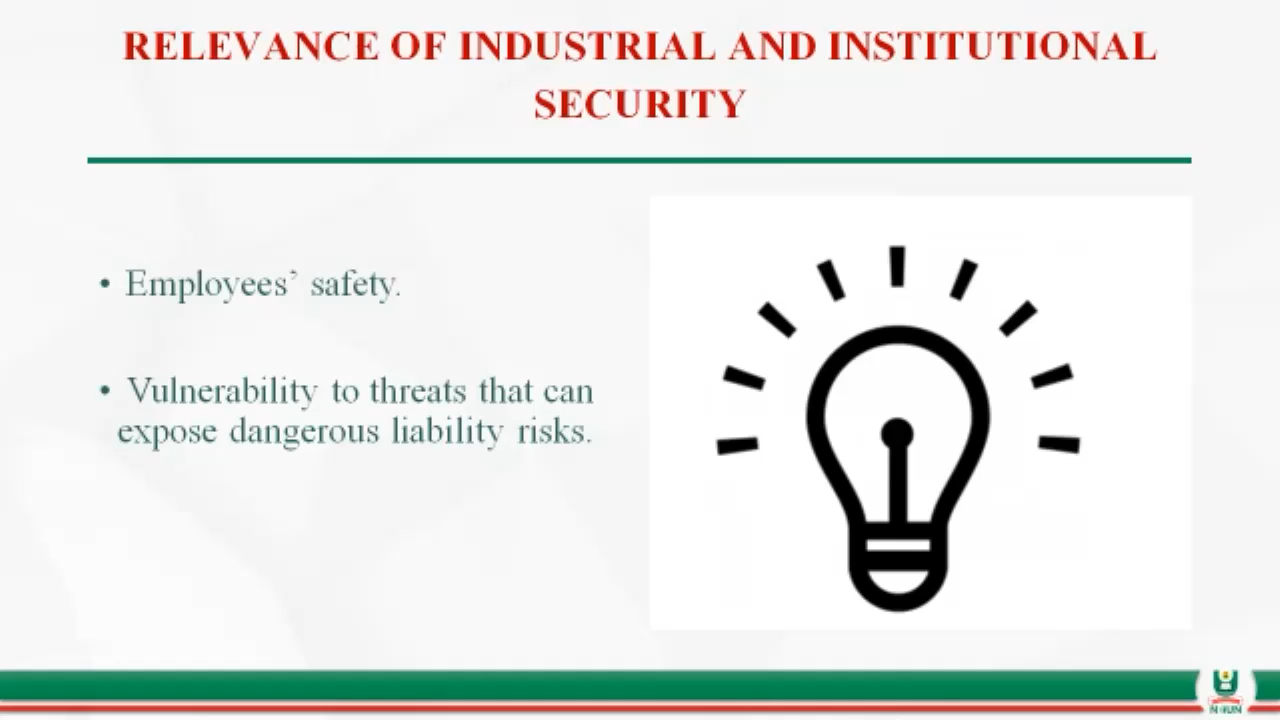 RELEVANCE OF INDUSTRIAL AND INSTITUTIONAL
SECURITY
• Employees’ safety.
• Vulnerability to threats that can
expose dangerous liability risks.